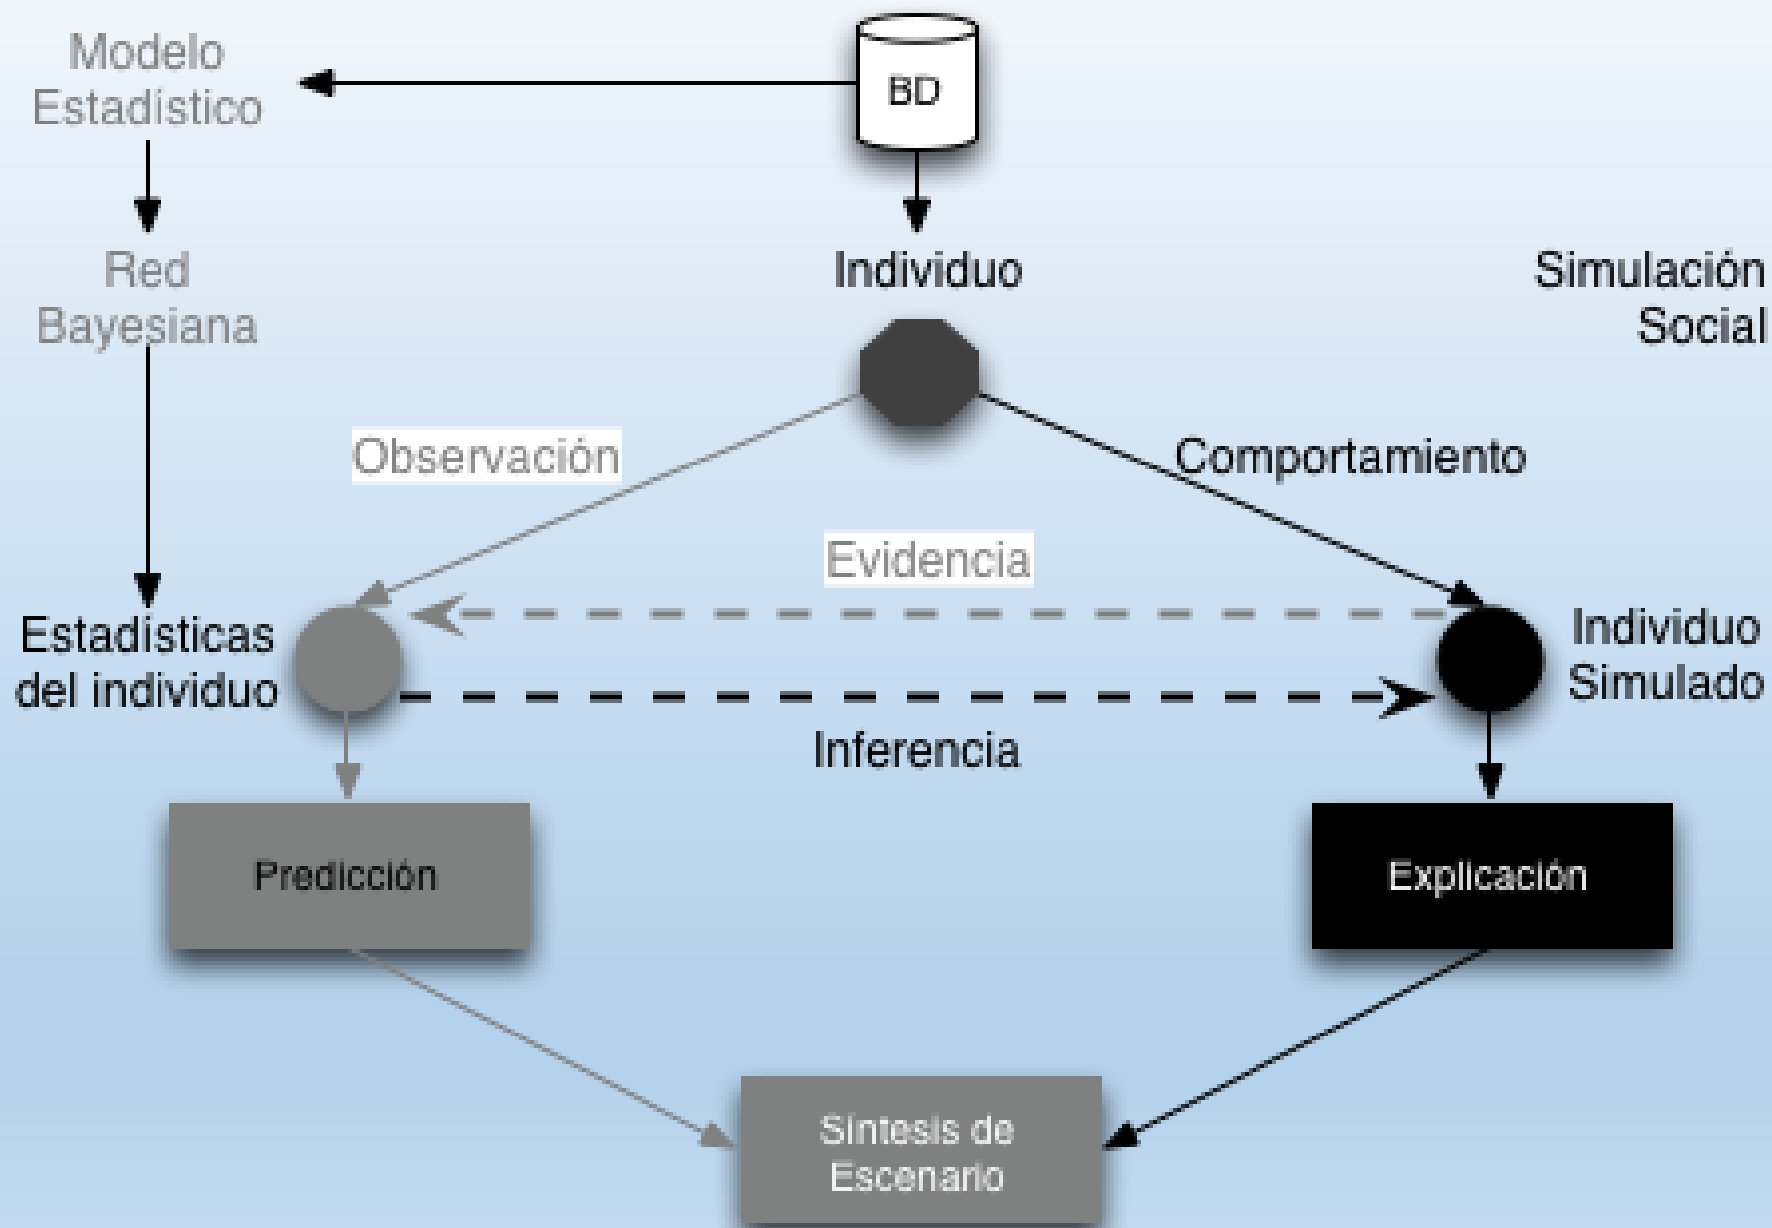 Modelo
Estadístico
BD
Red
Bayesiana
Individuo
Simulación
Social
Observación
Comportamiento
Evidencia
Estadísticas
del individuo
Individuo
Simulado
Inferencia
Predicción
Explicación
Síntesis de
Escenario